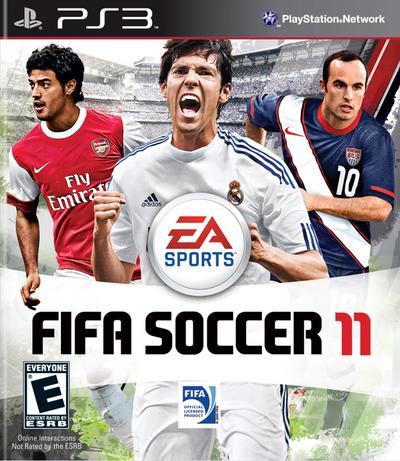 PS3
PlayStation®Network
Fly
Emirates
adidas
10
EA
SPORTS
FIFA SOCCER 11
EVERYONE
E
CONTENT RATED BY
ESRB
Online Interactions
Not Rated by the ESRB
FIFA
OFFICIAL
LICENSED
PRODUCT